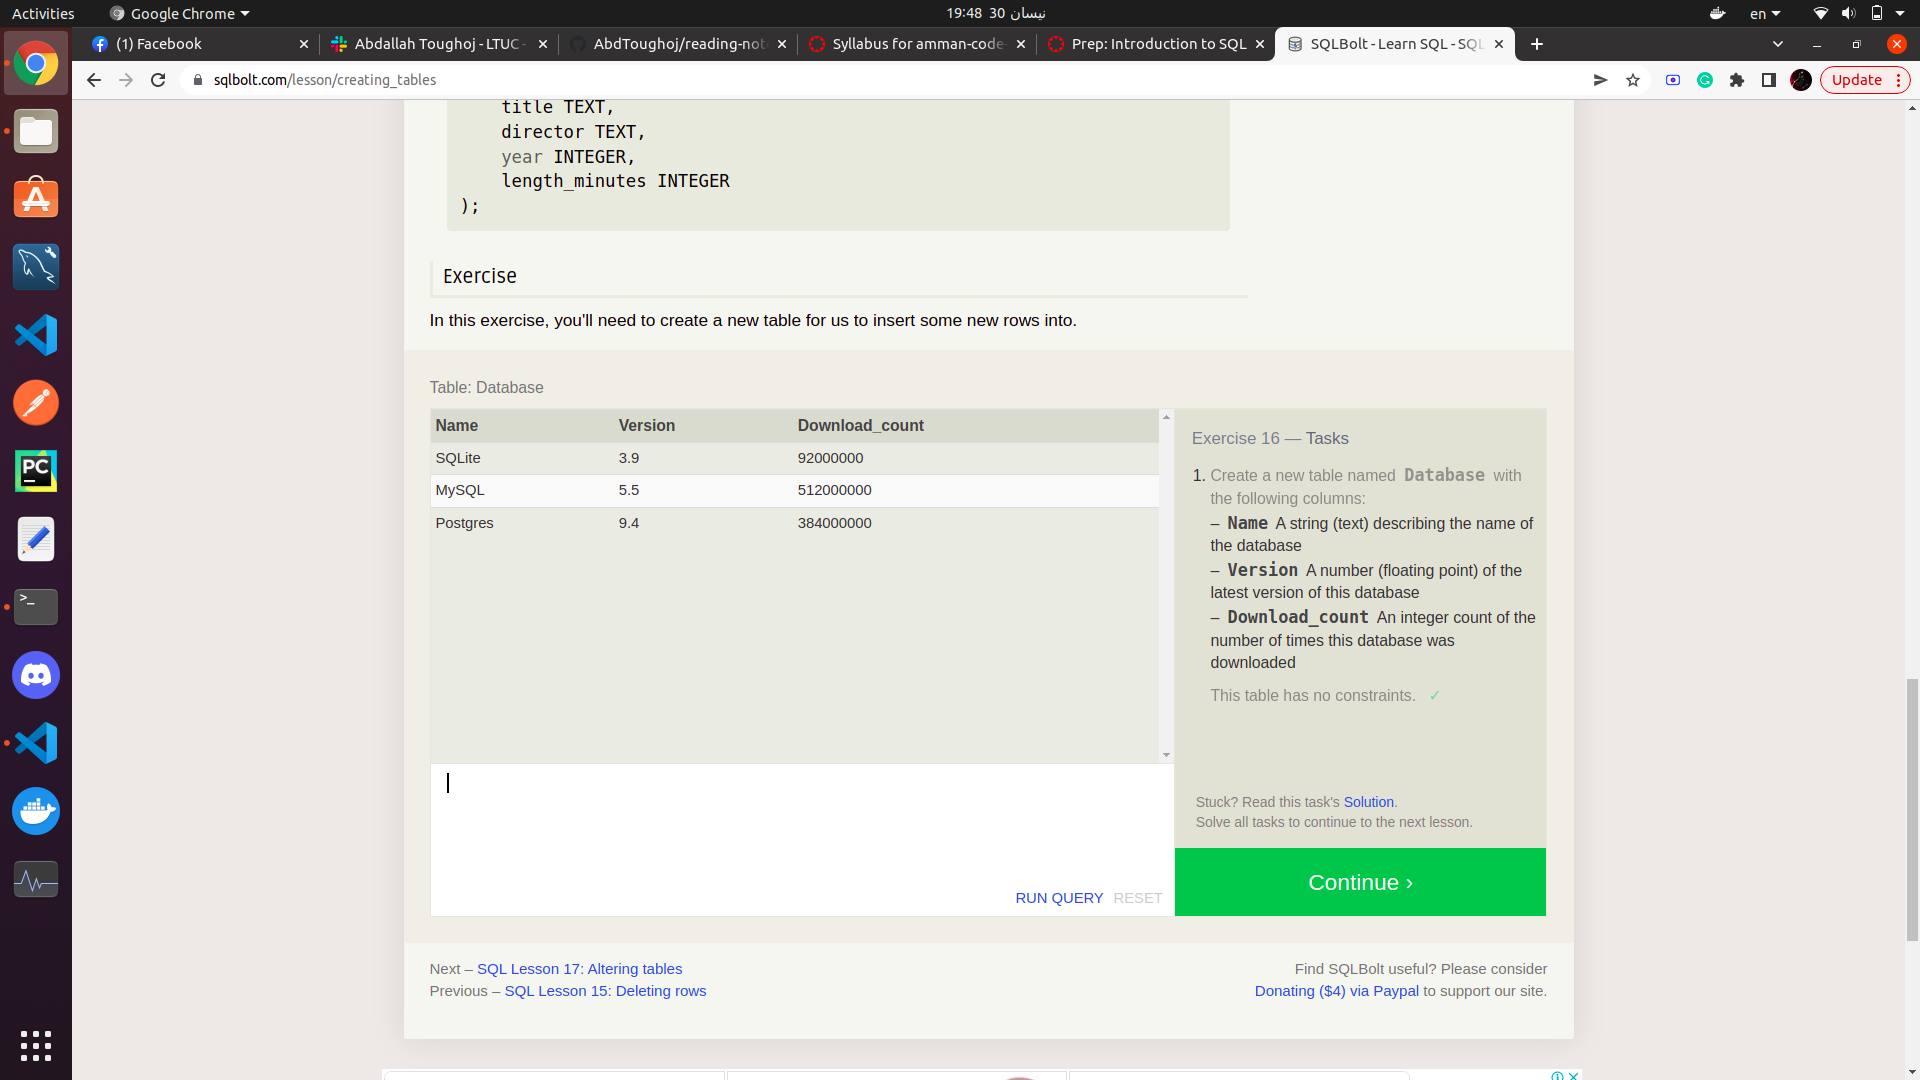 Activities
Google Chrome
19:48 30 نيسان
en
(1) Facebook
Abdallah Toughoj - LTUC -
AbdToughoj/reading-not
Syllabus for amman-code-
Prep: Introduction to SQL
SQLBolt - Learn SQL - SQL
sqlbolt.com/lesson/creating_tables
Update
title TEXT,
director TEXT,
year INTEGER,
length_minutes INTEGER
);
Exercise
In this exercise, you'll need to create a new table for us to insert some new rows into.
Table: Database
Name Version Download_count
SQLite 3.9 92000000
MySQL 5.5 512000000
Postgres 9.4 384000000
Exercise 16 — Tasks
1. Create a new table named Database with
the following columns:
– Name A string (text) describing the name of
the database
– Version A number (floating point) of the
latest version of this database
– Download_count An integer count of the
number of times this database was
downloaded
This table has no constraints. ✓
Stuck? Read this task's Solution.
Solve all tasks to continue to the next lesson.
RUN QUERY RESET
Continue ›
Next – SQL Lesson 17: Altering tables
Previous – SQL Lesson 15: Deleting rows
Find SQLBolt useful? Please consider
Donating ($4) via Paypal to support our site.